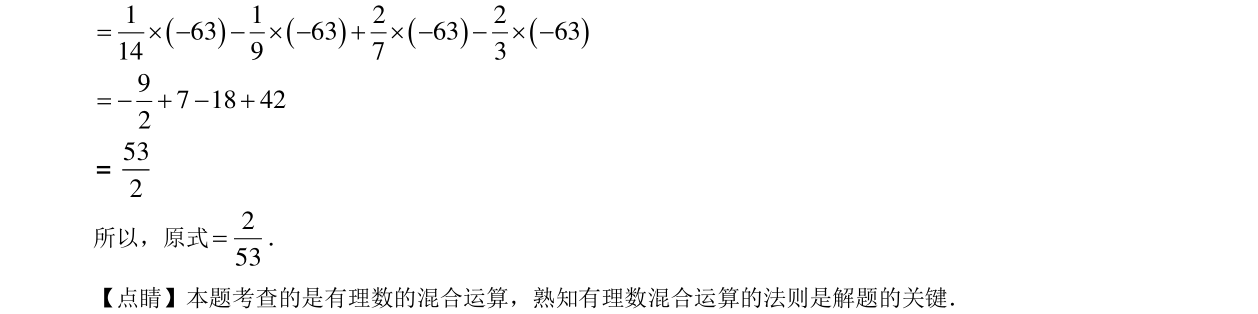 =1/14×(−63)−1/9×(−63)+2/7×(−63)−2/3×(−63)
=−9/2+7−18+42
=53/2
所以，原式=2/53．
【点睛】本题考查的是有理数的混合运算，熟知有理数混合运算的法则是解题的关键．